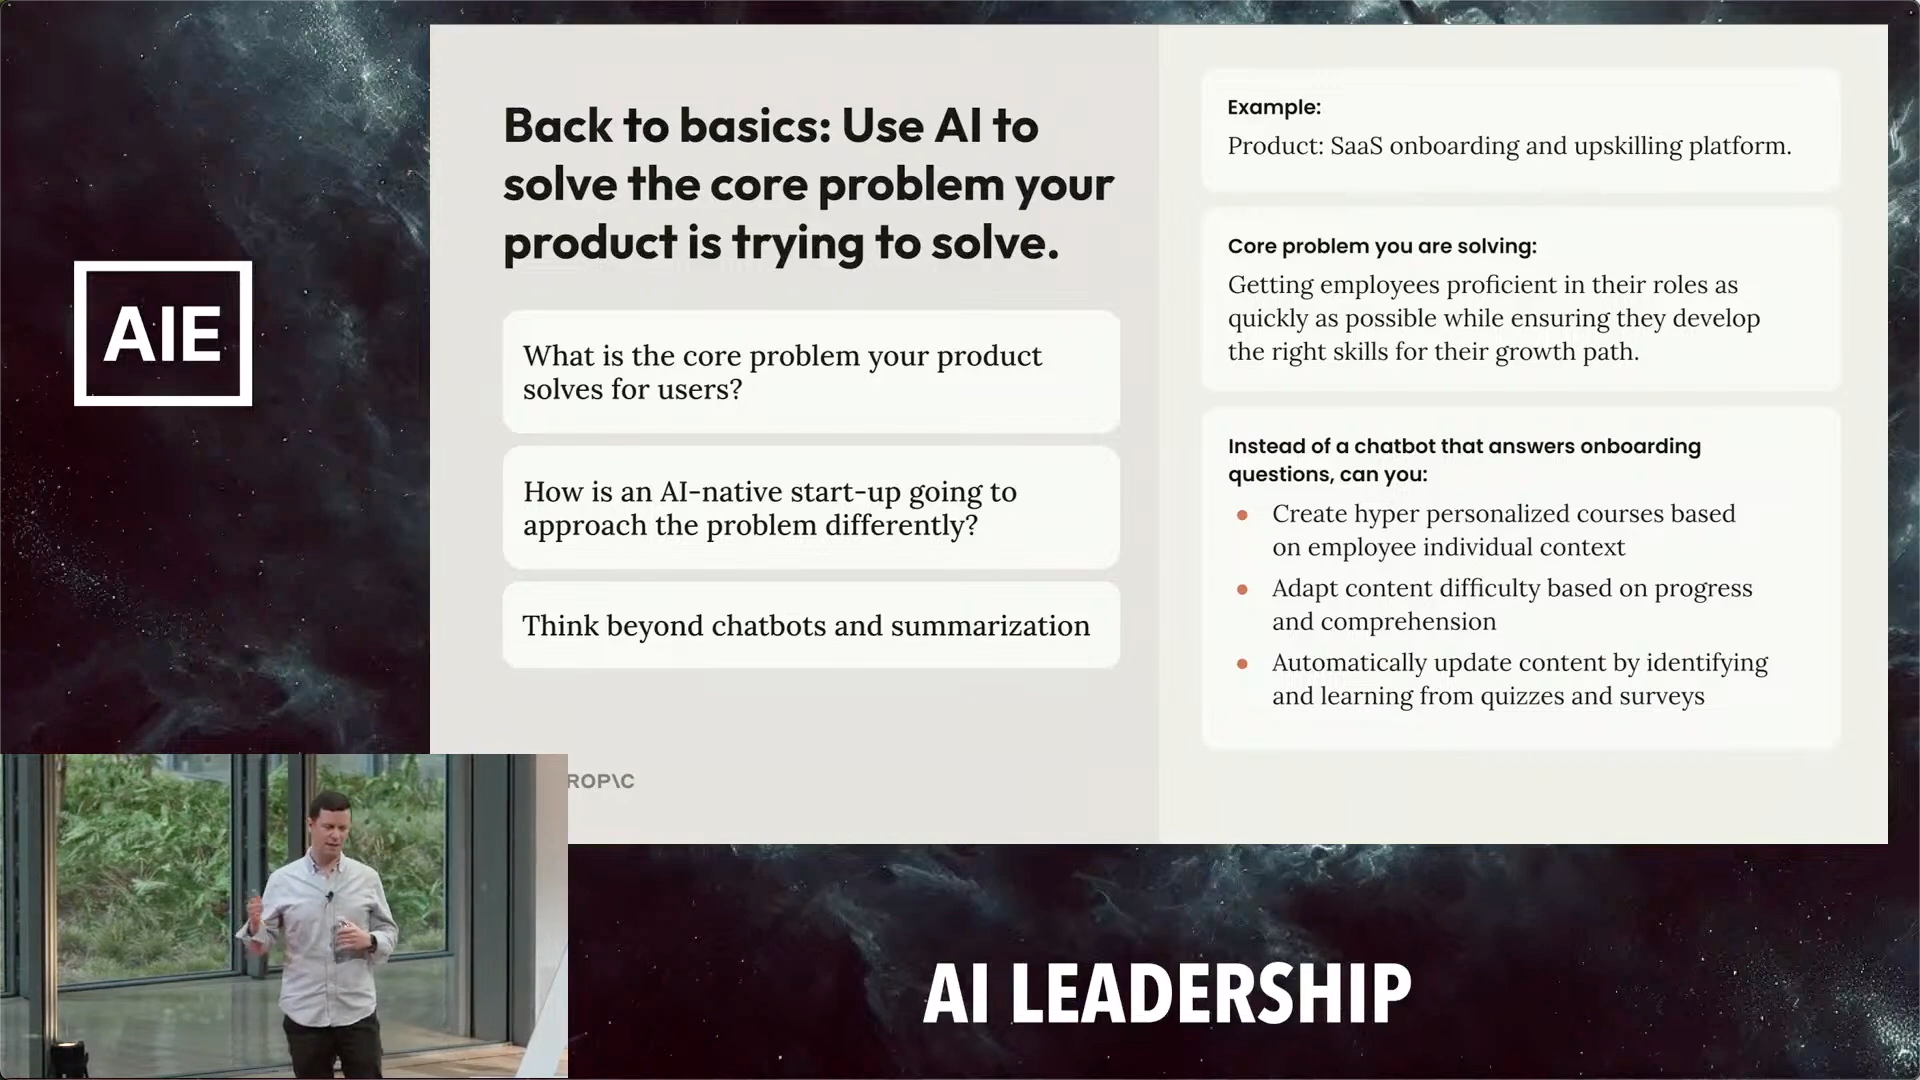 AIE
Back to basics: Use AI to
solve the core problem your
product is trying to solve.
What is the core problem your product
solves for users?
How is an AI-native start-up going to
approach the problem differently?
Think beyond chatbots and summarization
ROP\C
Example:
Product: SaaS onboarding and upskilling platform.
Core problem you are solving:
Getting employees proficient in their roles as
quickly as possible while ensuring they develop
the right skills for their growth path.
Instead of a chatbot that answers onboarding
questions, can you:
• Create hyper personalized courses based
on employee individual context
• Adapt content difficulty based on progress
and comprehension
• Automatically update content by identifying
and learning from quizzes and surveys
AI LEADERSHIP